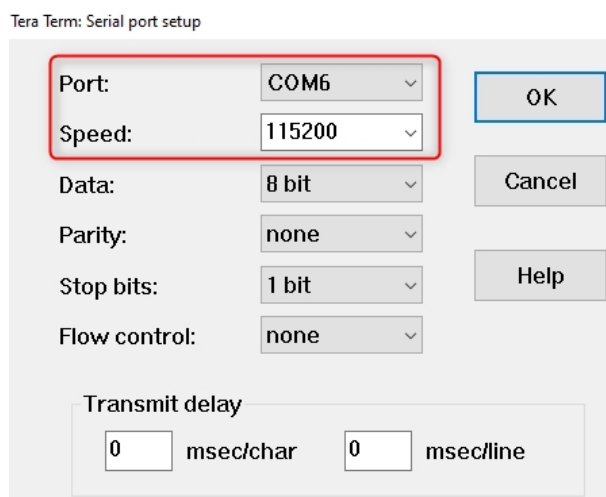 Tera Term: Serial port setup
Port: COM6
OK
Speed: 115200
Data: 8 bit
Cancel
Parity: none
Stop bits: 1 bit
Help
Flow control: none
Transmit delay
0 msec/char 0 msec/line